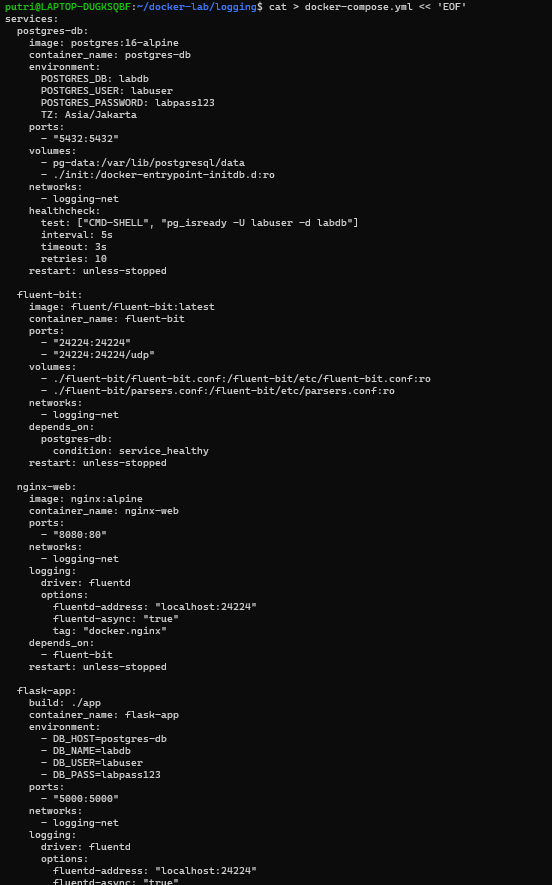 putri@LAPTOP-DUGKSQBF:~/docker-lab/logging$ cat > docker-compose.yml << 'EOF'
services:
  postgres-db:
    image: postgres:16-alpine
    container_name: postgres-db
    environment:
      POSTGRES_DB: labdb
      POSTGRES_USER: labuser
      POSTGRES_PASSWORD: labpass123
      TZ: Asia/Jakarta
    ports:
      - "5432:5432"
    volumes:
      - pg-data:/var/lib/postgresql/data
      - ./init:/docker-entrypoint-initdb.d:ro
    networks:
      - logging-net
    healthcheck:
      test: ["CMD-SHELL", "pg_isready -U labuser -d labdb"]
      interval: 5s
      timeout: 3s
      retries: 10
    restart: unless-stopped

  fluent-bit:
    image: fluent/fluent-bit:latest
    container_name: fluent-bit
    ports:
      - "24224:24224"
      - "24224:24224/udp"
    volumes:
      - ./fluent-bit/fluent-bit.conf:/fluent-bit/etc/fluent-bit.conf:ro
      - ./fluent-bit/parsers.conf:/fluent-bit/etc/parsers.conf:ro
    networks:
      - logging-net
    depends_on:
      postgres-db:
        condition: service_healthy
    restart: unless-stopped

  nginx-web:
    image: nginx:alpine
    container_name: nginx-web
    ports:
      - "8080:80"
    networks:
      - logging-net
    logging:
      driver: fluentd
      options:
        fluentd-address: "localhost:24224"
        fluentd-async: "true"
        tag: "docker.nginx"
    depends_on:
      - fluent-bit
    restart: unless-stopped

  flask-app:
    build: ./app
    container_name: flask-app
    environment:
      - DB_HOST=postgres-db
      - DB_NAME=labdb
      - DB_USER=labuser
      - DB_PASS=labpass123
    ports:
      - "5000:5000"
    networks:
      - logging-net
    logging:
      driver: fluentd
      options:
        fluentd-address: "localhost:24224"
        fluentd-async: "true"